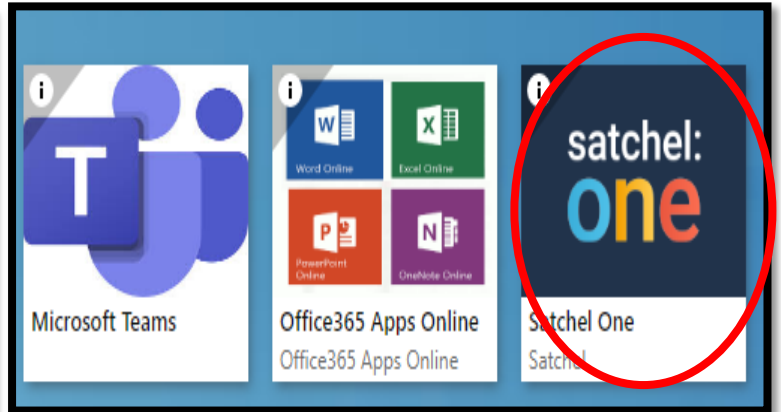 i
T
Microsoft Teams
i
W
Word Online
X
Excel Online
P
PowerPoint
Online
N
OneNote Online
Office365 Apps Online
Office365 Apps Online
i
satchel:
one
Satchel One
Satchel